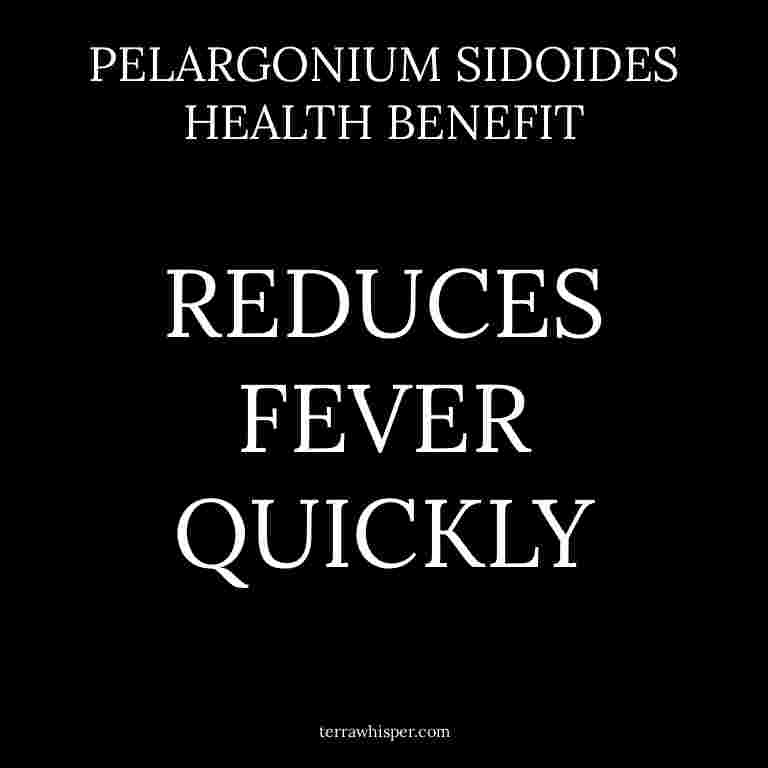 PELARGONIUM SIDOIDES
HEALTH BENEFIT
REDUCES
FEVER
QUICKLY
terrawhisper.com